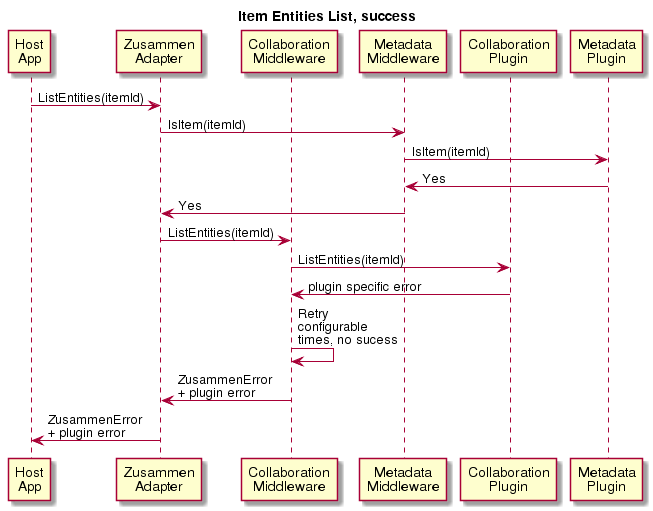 Item Entities List, success
Host
App
Zusammen
Adapter
Collaboration
Middleware
Metadata
Middleware
Collaboration
Plugin
Metadata
Plugin
ListEntities(itemId)
IsItem(itemId)
IsItem(itemId)
Yes
Yes
ListEntities(itemId)
ListEntities(itemId)
plugin specific error
Retry
configurable
times, no sucess
ZusammenError
+ plugin error
ZusammenError
+ plugin error
Host
App
Zusammen
Adapter
Collaboration
Middleware
Metadata
Middleware
Collaboration
Plugin
Metadata
Plugin